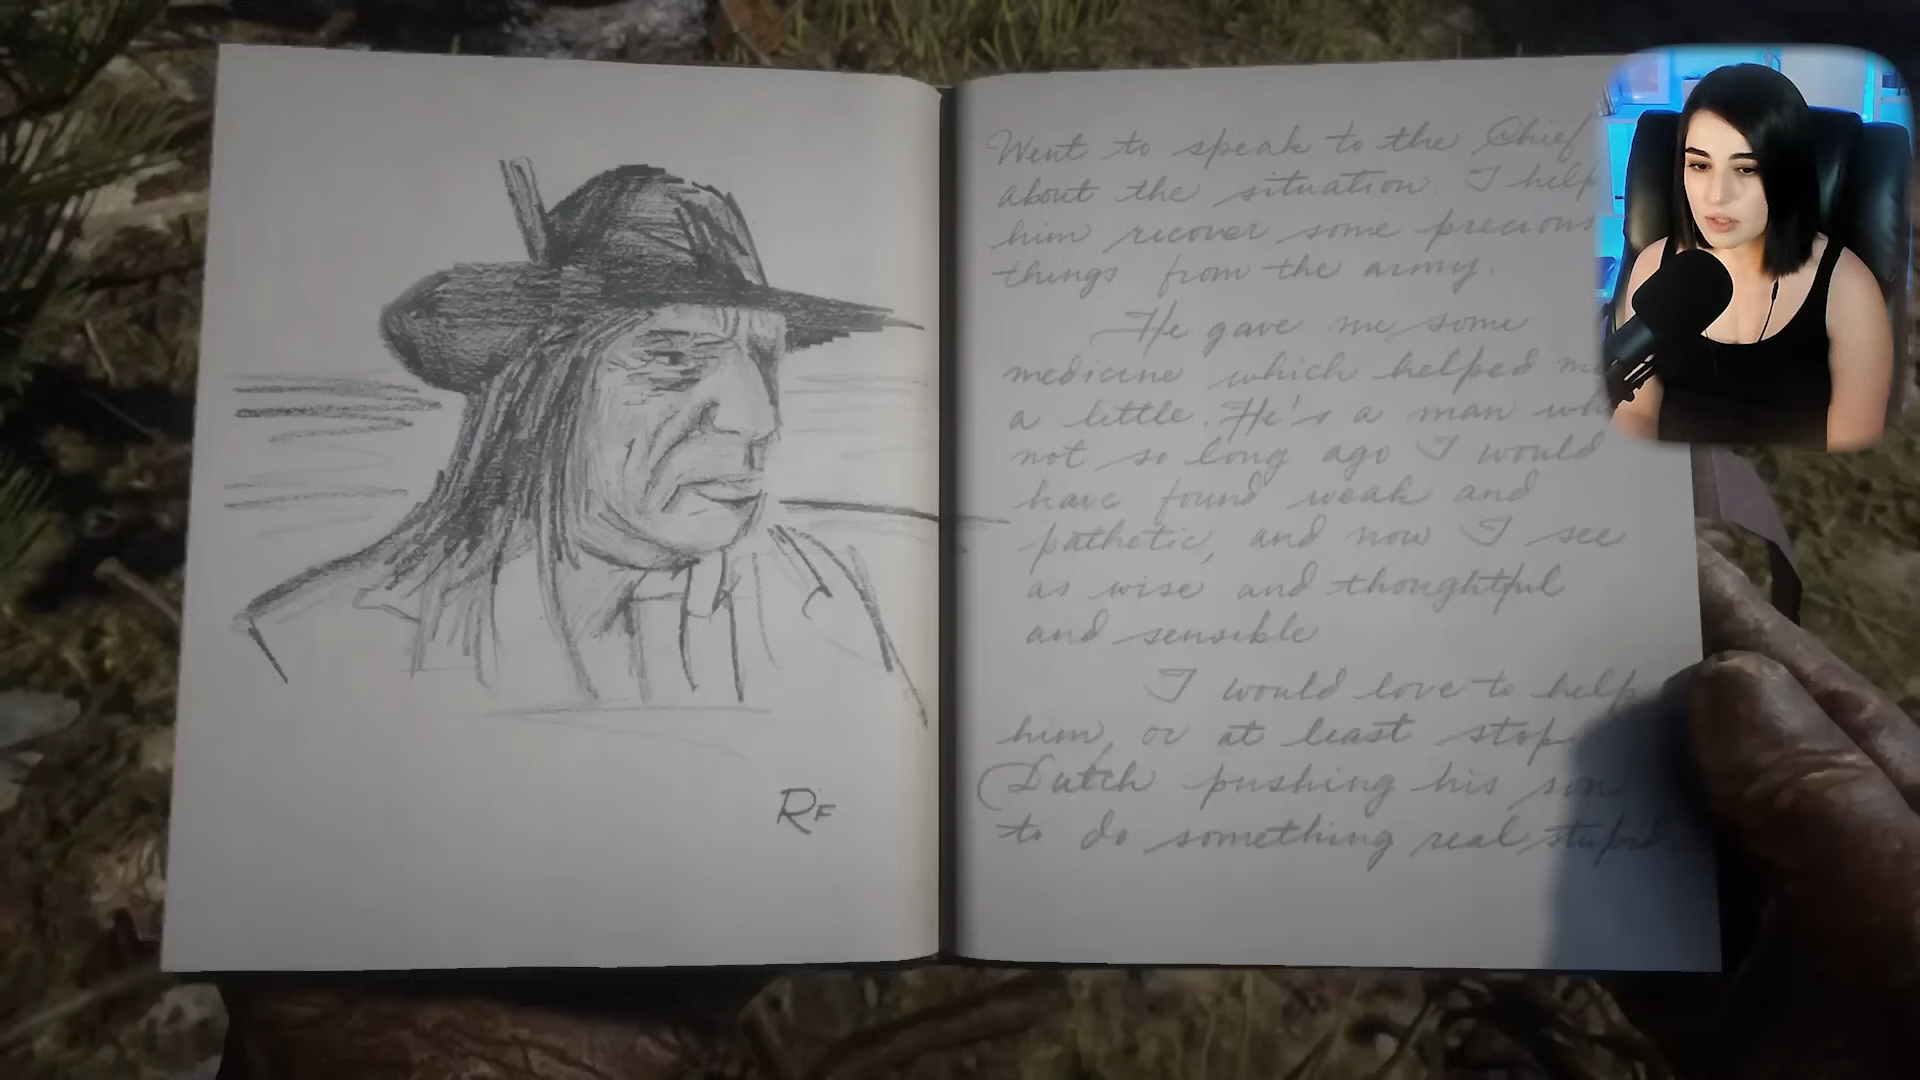 RF
Went to speak to the Chief
about the situation. I help
him recover some precious
things from the army.
He gave me some
medicine which helped
a little. He's a man
not so long ago I would
have found weak and
pathetic, and now I see
as wise and thoughtful
and sensible
I would love to help
him, or at least stop
Dutch pushing his son
to do something real stupid